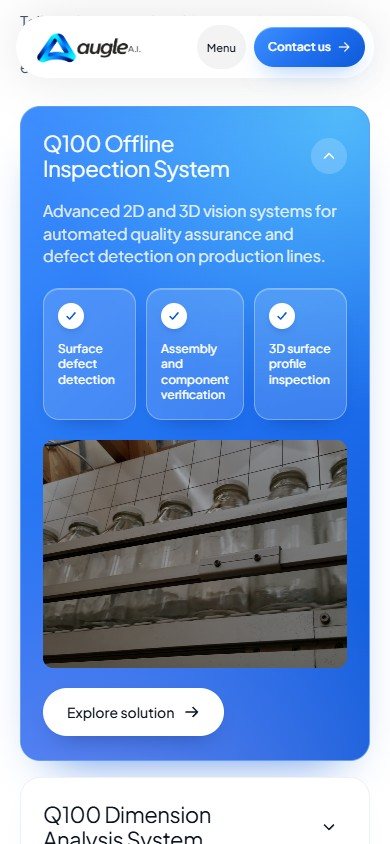 augle A.I.
Menu
Contact us
Q100 Offline
Inspection System
Advanced 2D and 3D vision systems for
automated quality assurance and
defect detection on production lines.
Surface
defect
detection
Assembly
and
component
verification
3D surface
profile
inspection
Explore solution
Q100 Dimension
Analysis System